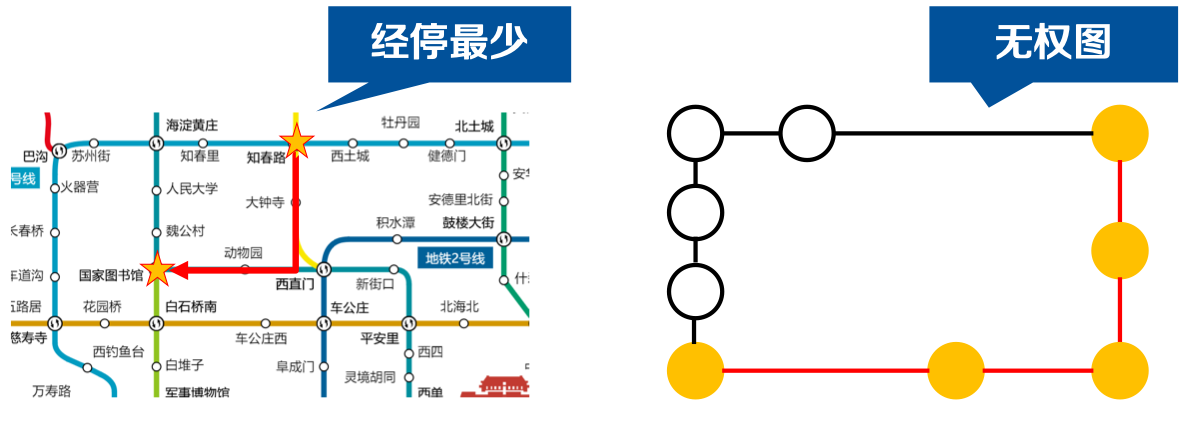 经停最少
无权图
海淀黄庄
牡丹园
北土城
巴沟
苏州街
知春里
知春路
西土城
健德门
号线
火器营
人民大学
大钟寺
安德里北街
长春桥
魏公村
积水潭
鼓楼大街
动物园
地铁2号线
车道沟
国家图书馆
西直门
新街口
什
五路居
花园桥
白石桥南
车公庄
北海北
慈寿寺
车公庄西
平安里
西钓鱼台
白堆子
阜成门
西四
灵境胡同
万寿路
军事博物馆
西单